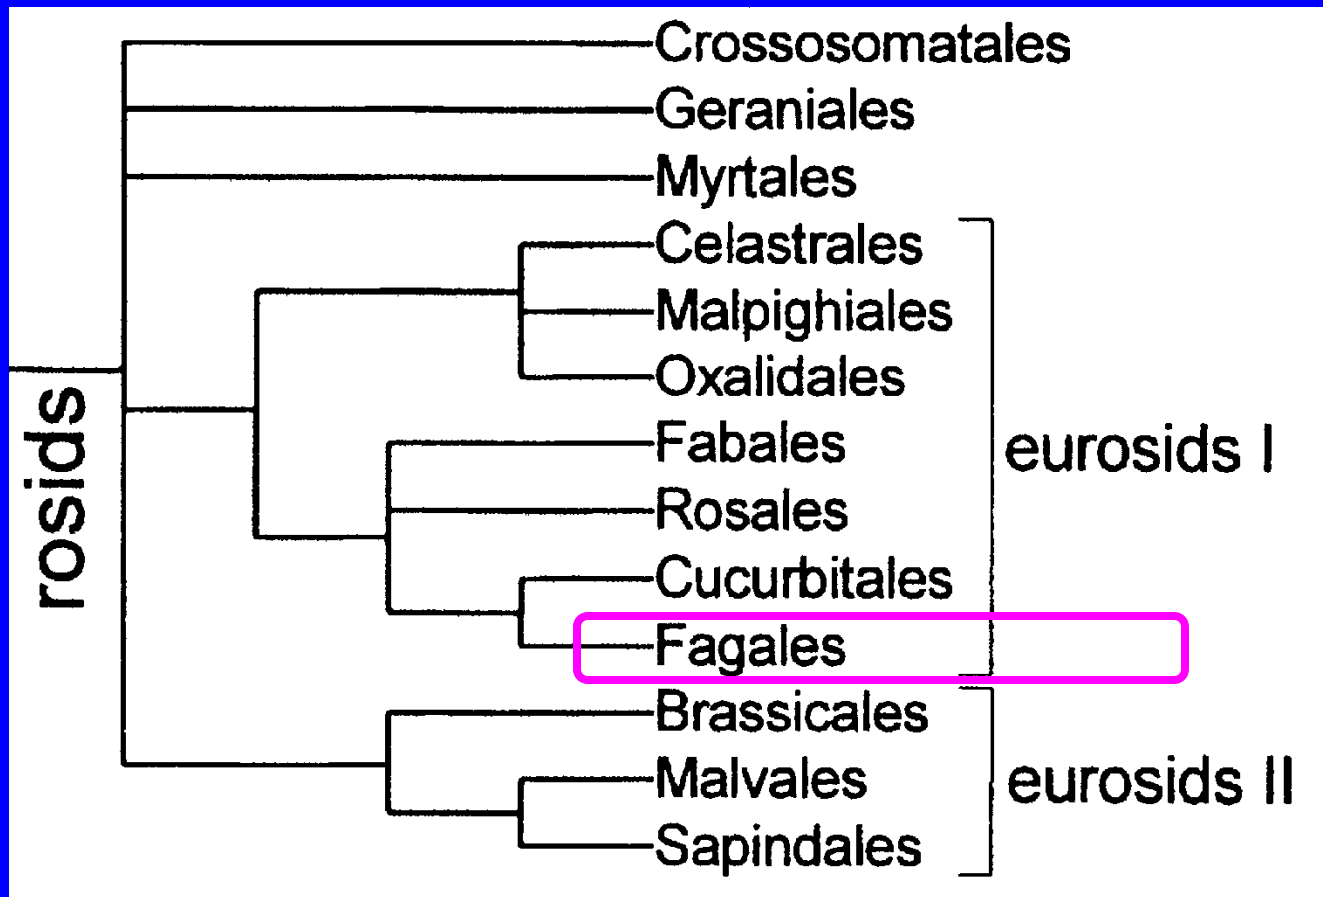 Crossosomatales
Geraniales
Myrtales
Celastrales
Malpighiales
Oxalidales
Fabales
Rosales
Cucurbitales
Fagales
Brassicales
Malvales
Sapindales
rosids
eurosids I
eurosids II